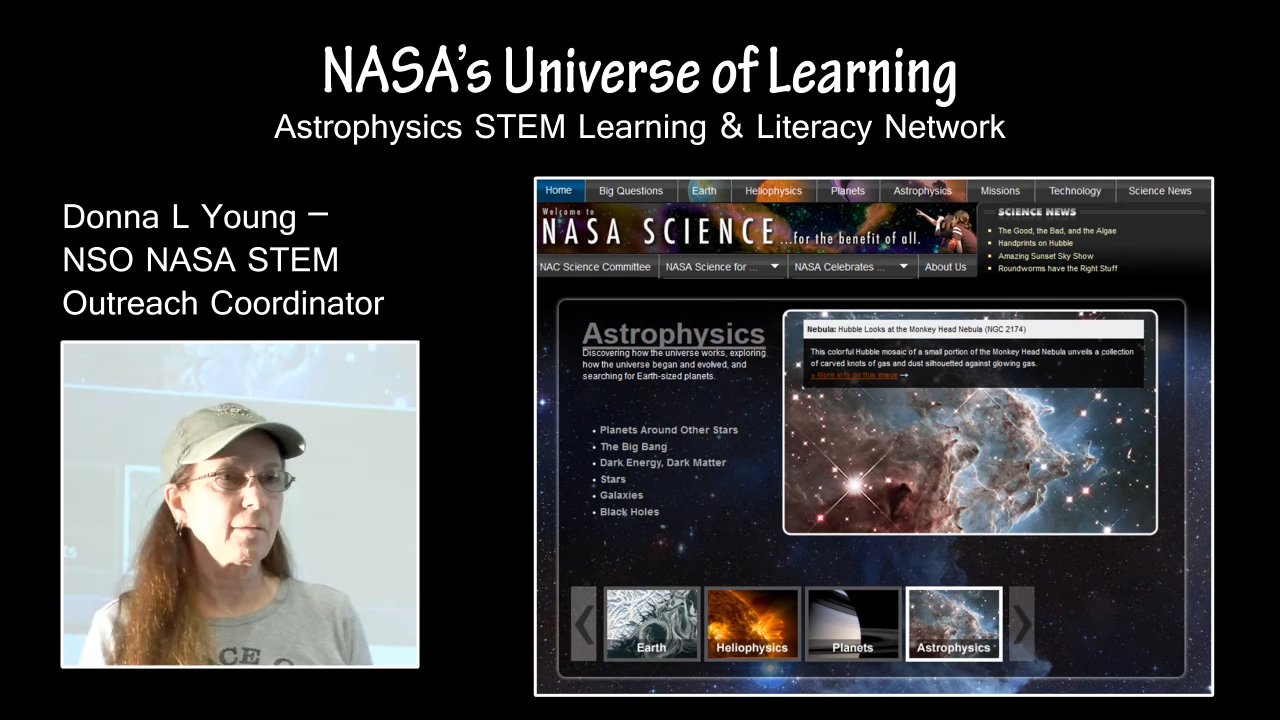 NASA's Universe of Learning
Astrophysics STEM Learning & Literacy Network
Donna L Young –
NSO NASA STEM
Outreach Coordinator
Home Big Questions Earth Heliophysics Planets Astrophysics Missions Technology Science News
Welcome to
NASA SCIENCE ...for the benefit of all.
SCIENCE NEWS
The Good, the Bad, and the Algae
Handprints on Hubble
Amazing Sunset Sky Show
Roundworms have the Right Stuff
NAC Science Committee NASA Science for ... NASA Celebrates ... About Us
Astrophysics
Discovering how the universe works, exploring
how the universe began and evolved, and
searching for Earth-sized planets.
• Planets Around Other Stars
• The Big Bang
• Dark Energy, Dark Matter
• Stars
• Galaxies
• Black Holes
Nebula: Hubble Looks at the Monkey Head Nebula (NGC 2174)
This colorful Hubble mosaic of a small portion of the Monkey Head Nebula unveils a collection
of carved knots of gas and dust silhouetted against glowing gas.
» More info on this image →
Earth Heliophysics Planets Astrophysics